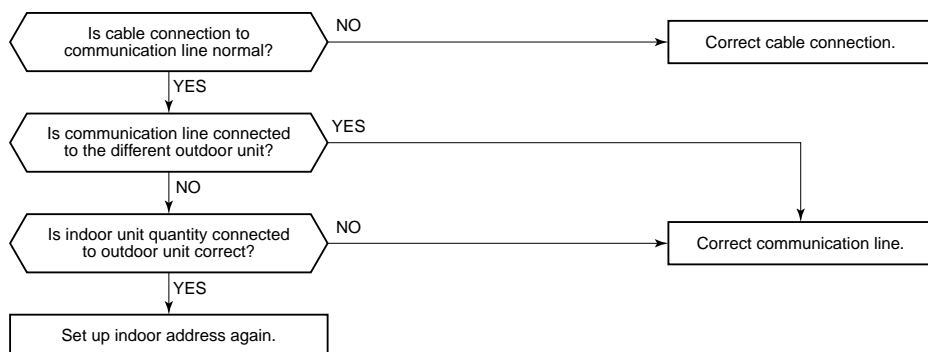 Is cable connection to
communication line normal?
NO
Correct cable connection.
YES
Is communication line connected
to the different outdoor unit?
YES
NO
Is indoor unit quantity connected
to outdoor unit correct?
NO
Correct communication line.
YES
Set up indoor address again.